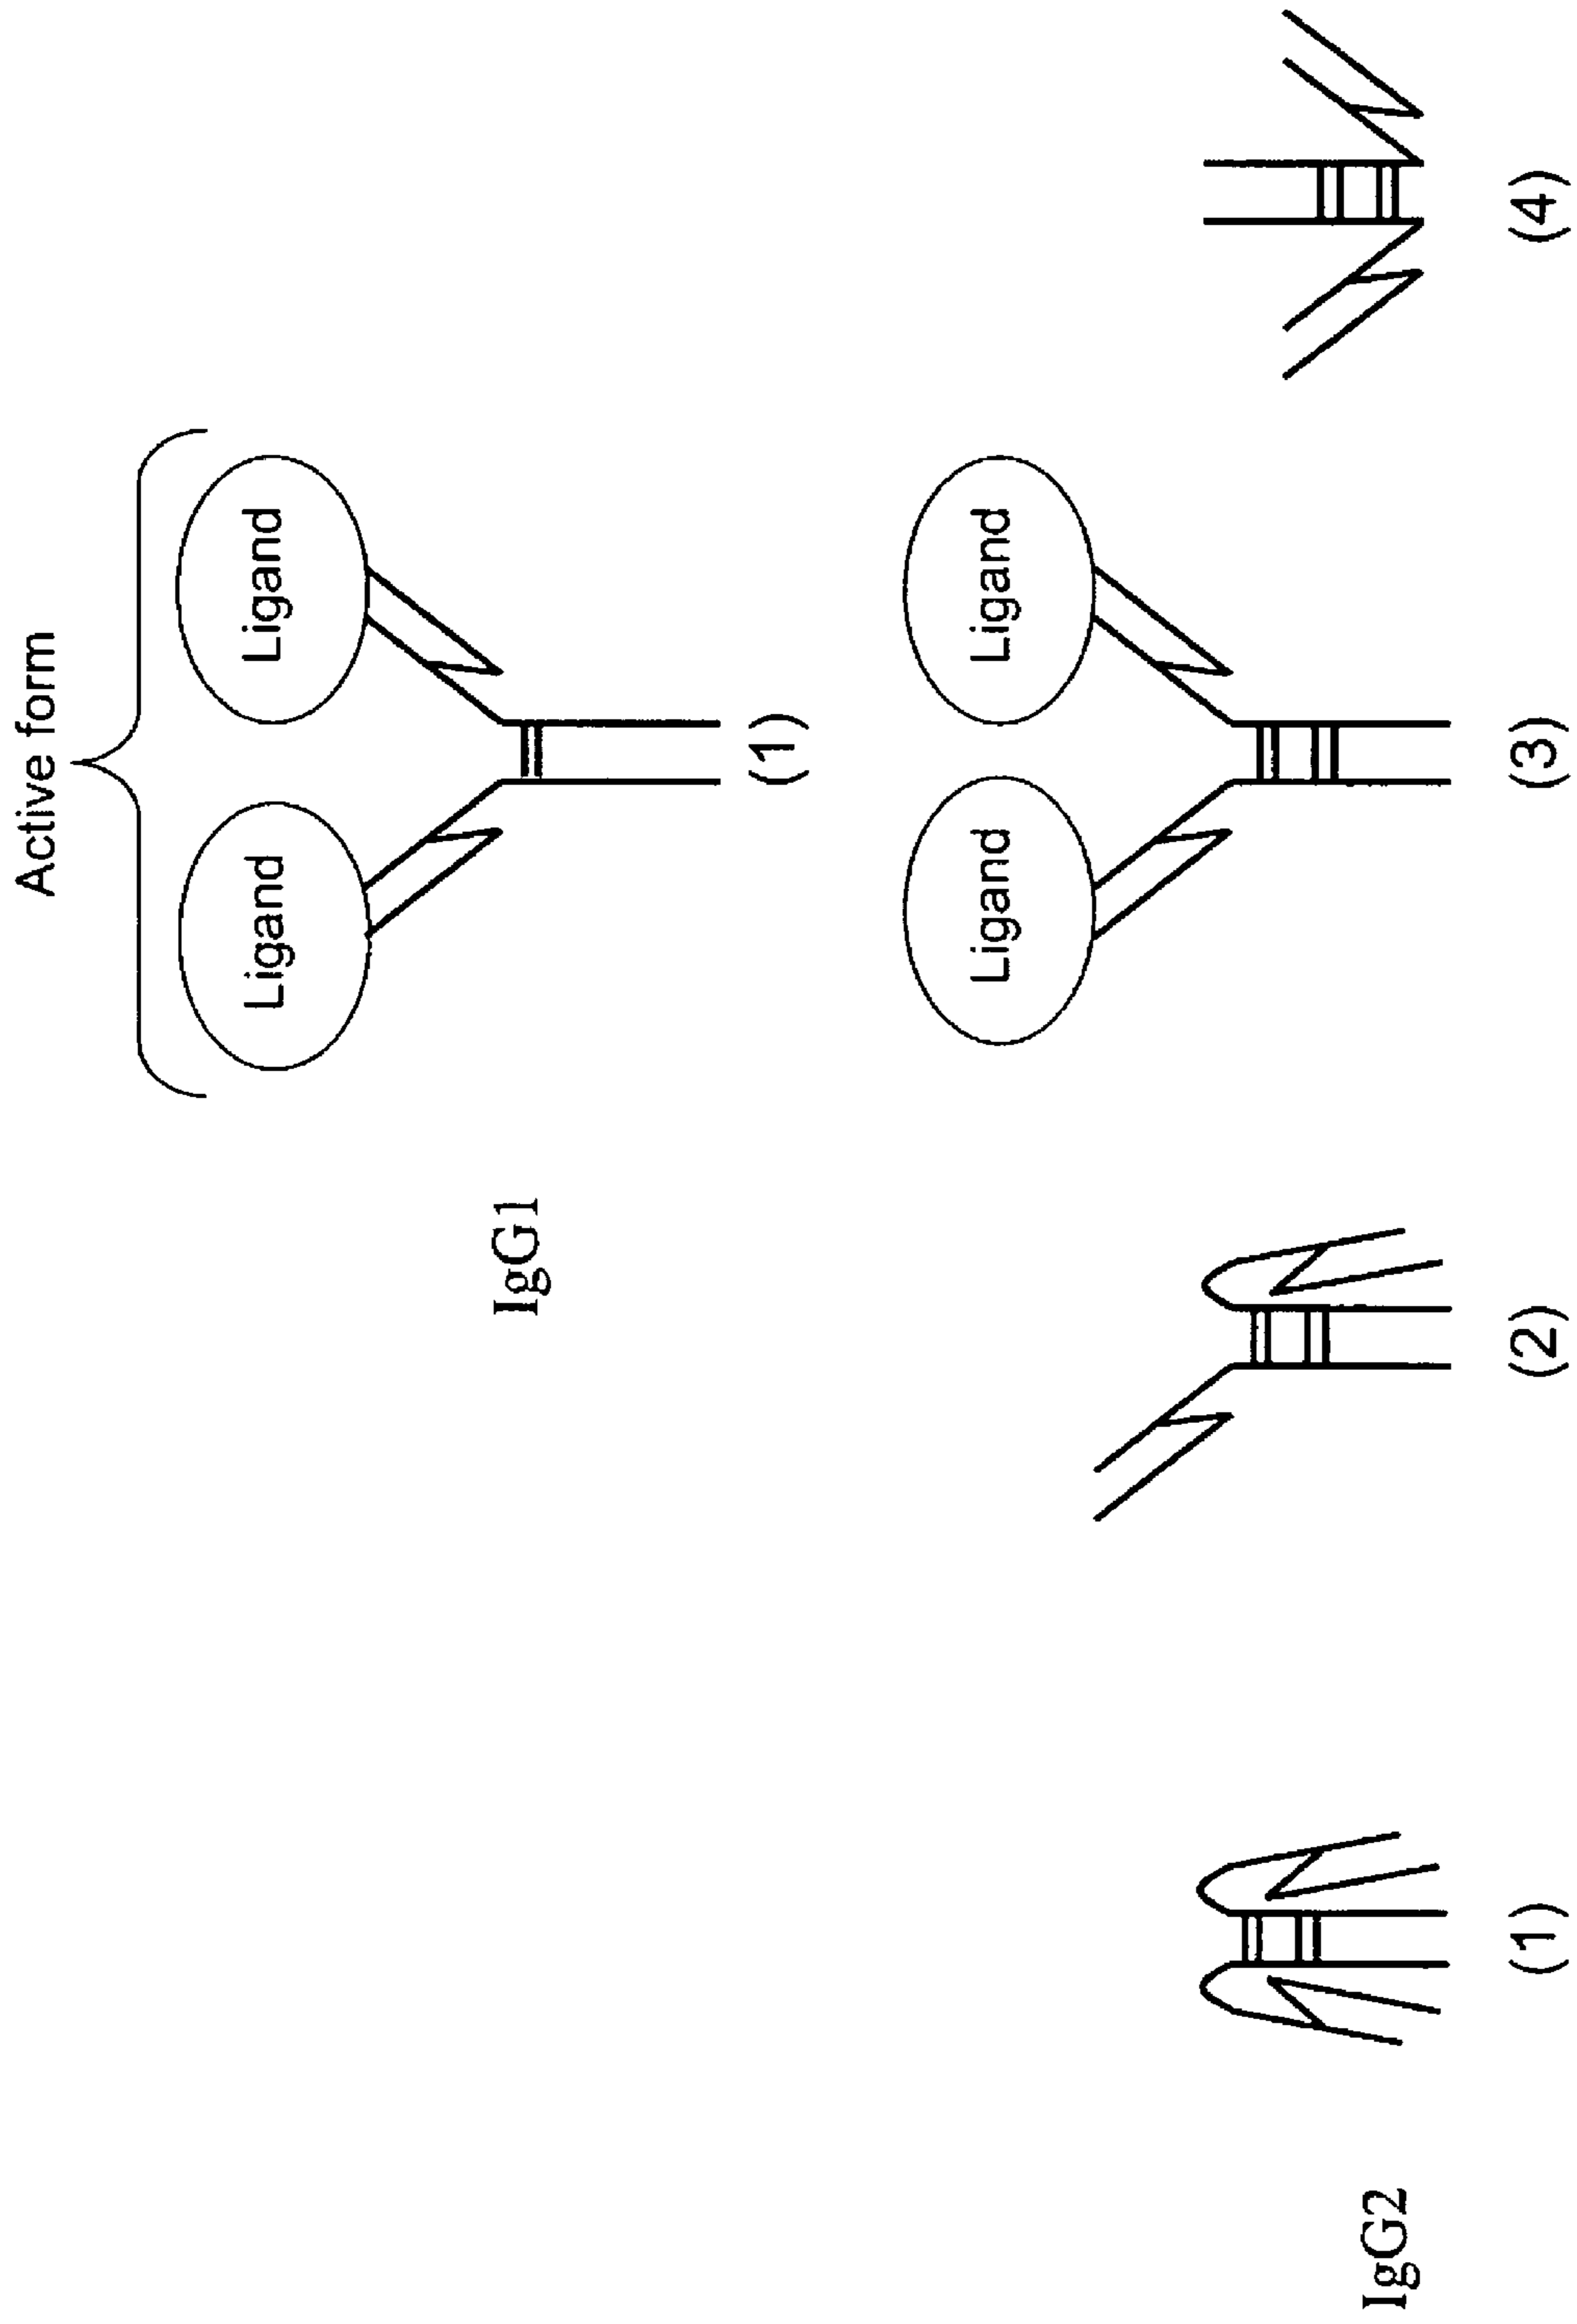 Active form
Ligand
Ligand
IgG1
(1)
Ligand
Ligand
IgG2
(1)
(2)
(3)
(4)